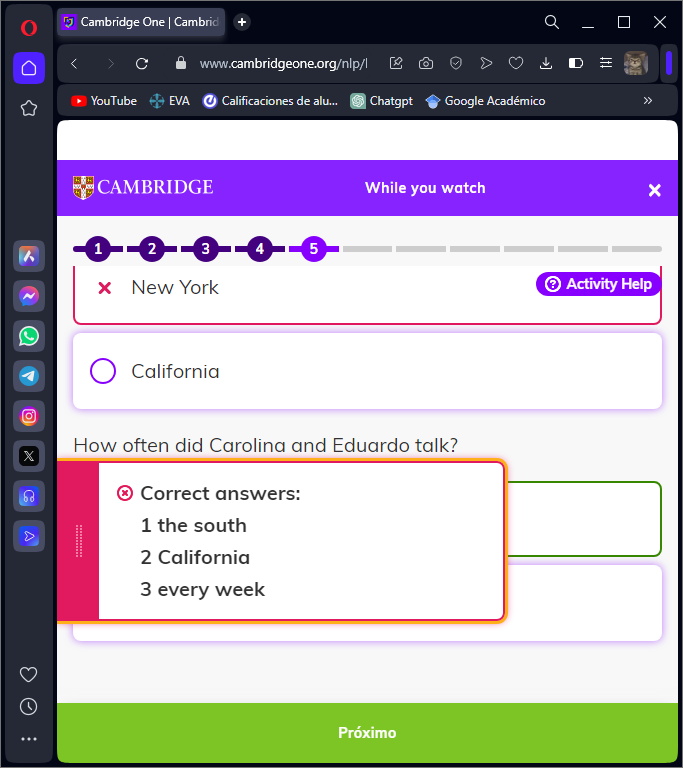 Cambridge One | Cambrid
www.cambridgeone.org/nlp/l
YouTube
EVA
Calificaciones de alu...
Chatgpt
Google Académico
CAMBRIDGE
While you watch
1 2 3 4 5
New York
Activity Help
California
How often did Carolina and Eduardo talk?
Correct answers:
1 the south
2 California
3 every week
Próximo